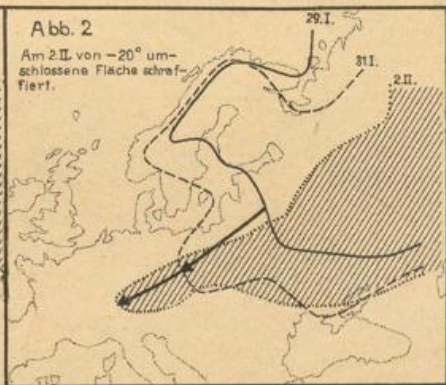 Abb. 2
Am 2.II. von -20° um-
schlossene Fläche schraf-
fiert.
29.I.
31.I.
2.II.